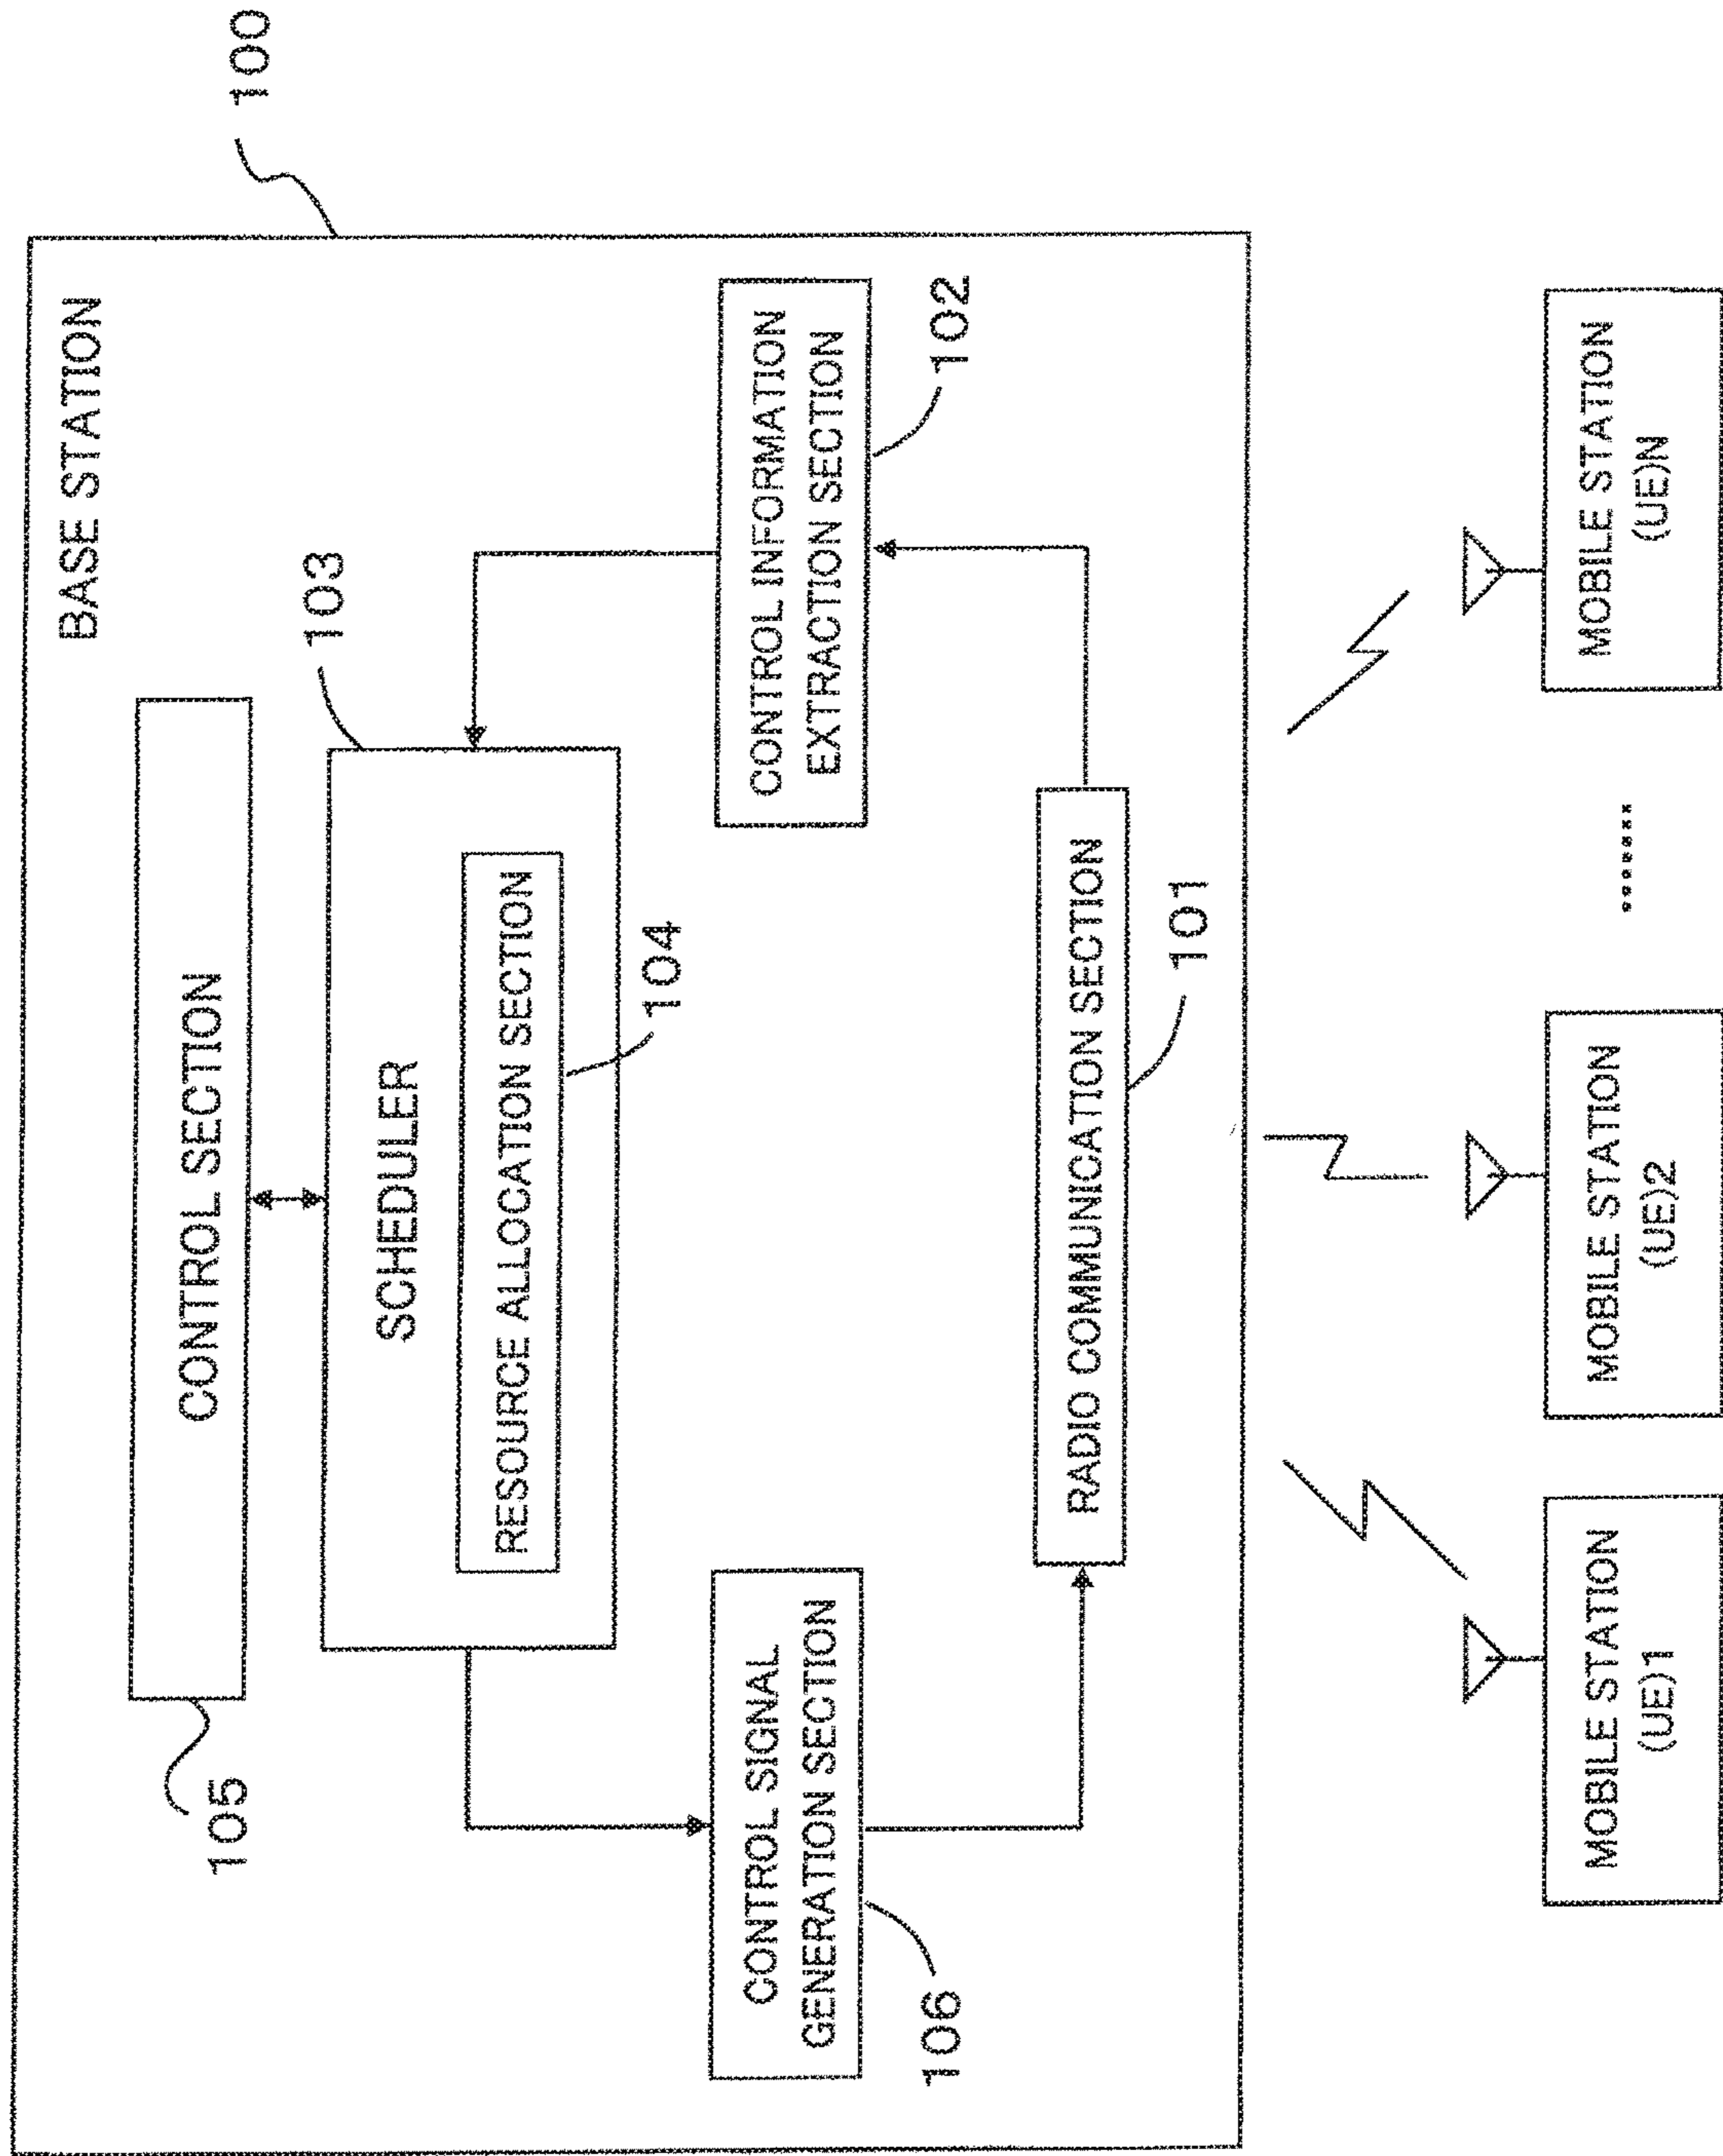 100
BASE STATION
105
CONTROL SECTION
103
SCHEDULER
RESOURCE ALLOCATION SECTION
104
CONTROL SIGNAL
GENERATION SECTION
106
CONTROL INFORMATION
EXTRACTION SECTION
102
RADIO COMMUNICATION SECTION
101
MOBILE STATION
(UE)1
MOBILE STATION
(UE)2
.......
MOBILE STATION
(UE)N